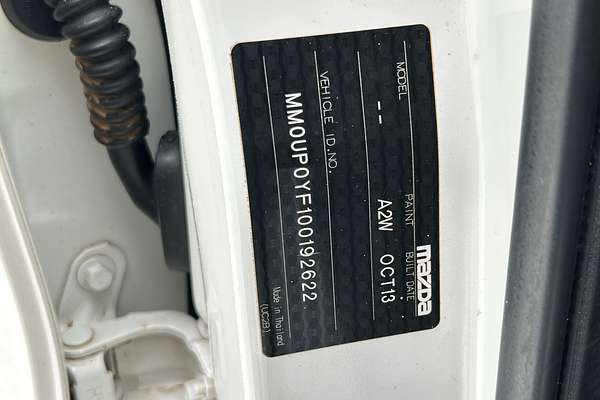 mazda
MODEL PAINT BUILT DATE
-- A2W OCT13
VEHICLE ID.NO.
MM0UP0YF100192622
Made in Thailand
(UC2B)